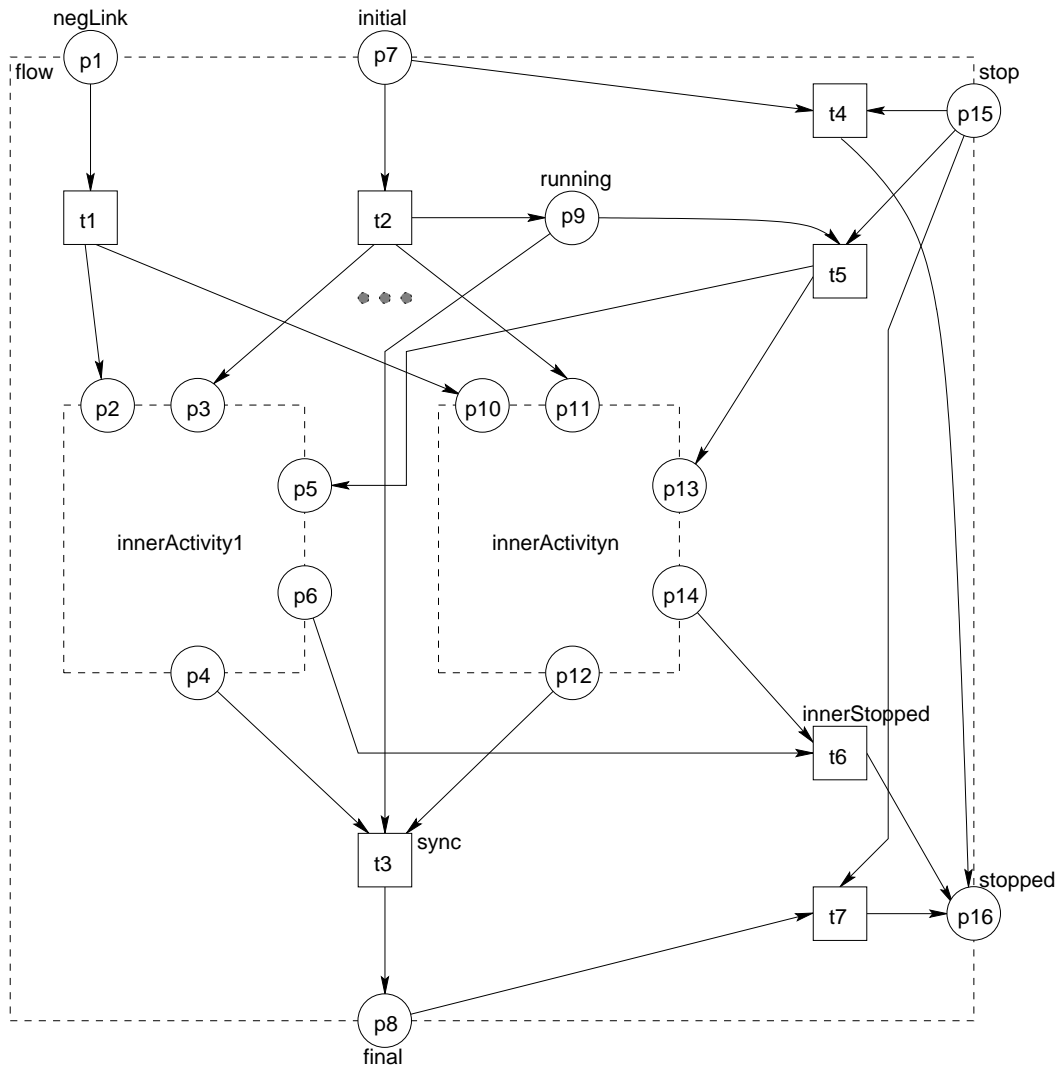 negLink
initial
p1
p7
flow
stop
t4
p15
running
t1
t2
p9
t5
p2
p3
p10
p11
p5
p13
innerActivity1
innerActivityn
p6
p14
p4
p12
innerStopped
t6
sync
t3
stopped
t7
p16
p8
final